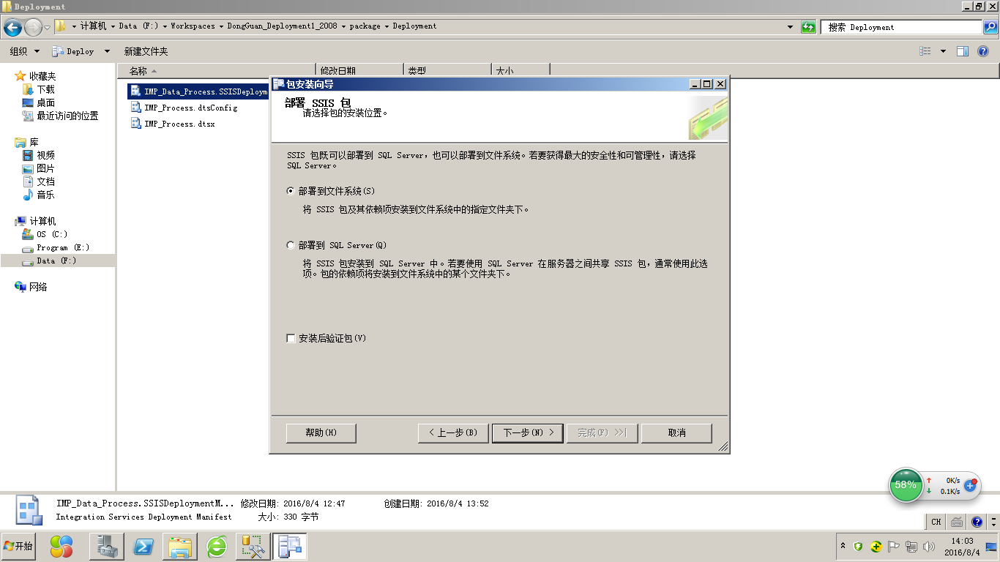 Deployment
计算机 Data (F:) Workspaces DongGuan_Deployment1_2008 package Deployment
搜索 Deployment
组织 Deploy 新建文件夹
收藏夹
下载
桌面
最近访问的位置
库
视频
图片
文档
音乐
计算机
OS (C:)
Program (E:)
Data (F:)
网络
名称 修改日期 类型 大小
IMP_Data_Process.SSISDeploym
IMP_Process.dtsConfig
IMP_Process.dtsx
包安装向导
部署 SSIS 包
请选择包的安装位置。
SSIS 包既可以部署到 SQL Server，也可以部署到文件系统。若要获得最大的安全性和可管理性，请选择
SQL Server。
部署到文件系统(S)
将 SSIS 包及其依赖项安装到文件系统中的指定文件夹下。
部署到 SQL Server(Q)
将 SSIS 包安装到 SQL Server 中。若要使用 SQL Server 在服务器之间共享 SSIS 包，通常使用此选
项。包的依赖项将安装到文件系统中的某个文件夹下。
安装后验证包(V)
帮助(H) < 上一步(B) 下一步(N) > 完成(F) >>| 取消
58% 0K/s
0.1K/s
IMP_Data_Process.SSISDeploymentM... 修改日期: 2016/8/4 12:47 创建日期: 2016/8/4 13:52
Integration Services Deployment Manifest 大小: 330 字节
CH
开始
14:03
2016/8/4